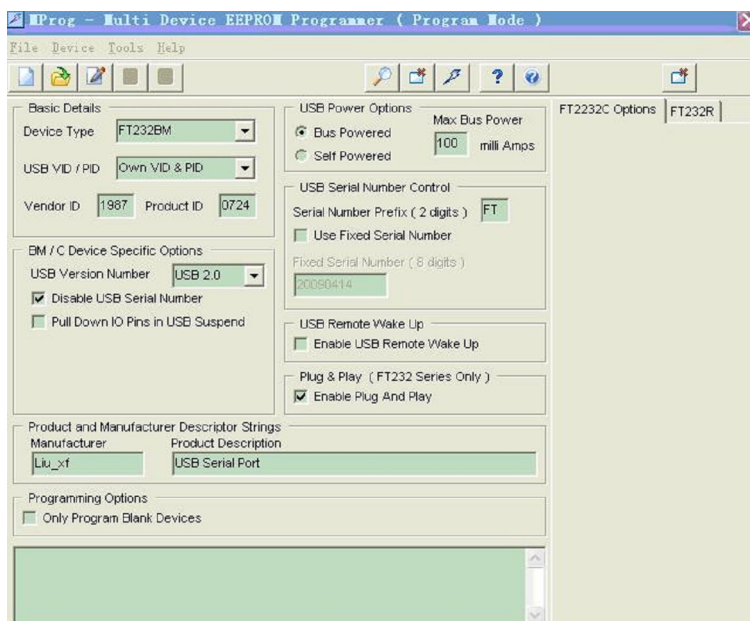 MProg - Multi Device EEPROM Programmer ( Program Mode )
File Device Tools Help
Basic Details
Device Type FT232BM
USB VID / PID Own VID & PID
Vendor ID 1987 Product ID 0724
USB Power Options
Bus Powered
Self Powered
Max Bus Power
100 milli Amps
FT2232C Options FT232R
USB Serial Number Control
Serial Number Prefix ( 2 digits ) FT
Use Fixed Serial Number
Fixed Serial Number ( 8 digits )
20090414
BM / C Device Specific Options
USB Version Number USB 2.0
Disable USB Serial Number
Pull Down IO Pins in USB Suspend
USB Remote Wake Up
Enable USB Remote Wake Up
Plug & Play ( FT232 Series Only )
Enable Plug And Play
Product and Manufacturer Descriptor Strings
Manufacturer Product Description
Liu_xf USB Serial Port
Programming Options
Only Program Blank Devices